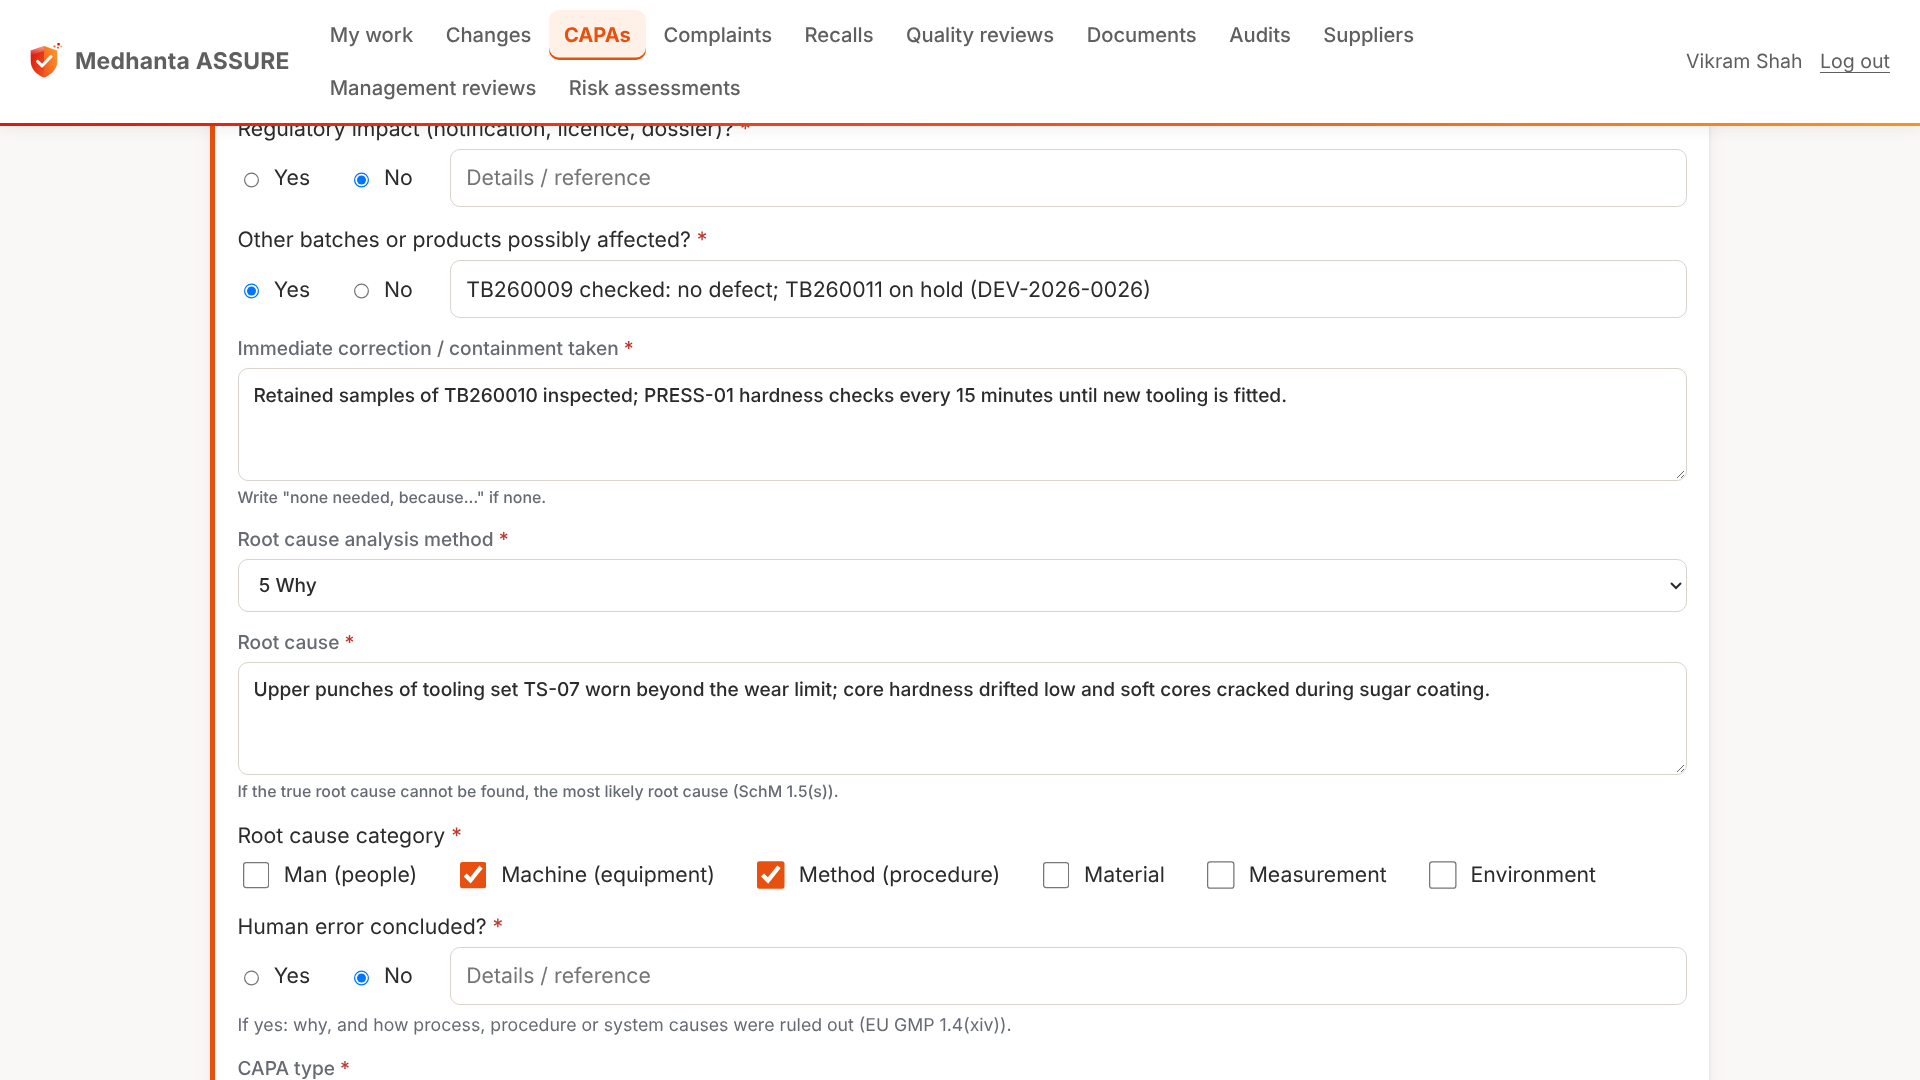 Medhanta ASSURE
My work Changes CAPAs Complaints Recalls Quality reviews Documents Audits Suppliers
Management reviews Risk assessments
Vikram Shah Log out
Regulatory impact (notification, licence, dossier)? *
Yes No Details / reference
Other batches or products possibly affected? *
Yes No TB260009 checked: no defect; TB260011 on hold (DEV-2026-0026)
Immediate correction / containment taken *
Retained samples of TB260010 inspected; PRESS-01 hardness checks every 15 minutes until new tooling is fitted.
Write "none needed, because..." if none.
Root cause analysis method *
5 Why
Root cause *
Upper punches of tooling set TS-07 worn beyond the wear limit; core hardness drifted low and soft cores cracked during sugar coating.
If the true root cause cannot be found, the most likely root cause (SchM 1.5(s)).
Root cause category *
Man (people) Machine (equipment) Method (procedure) Material Measurement Environment
Human error concluded? *
Yes No Details / reference
If yes: why, and how process, procedure or system causes were ruled out (EU GMP 1.4(xiv)).
CAPA type *